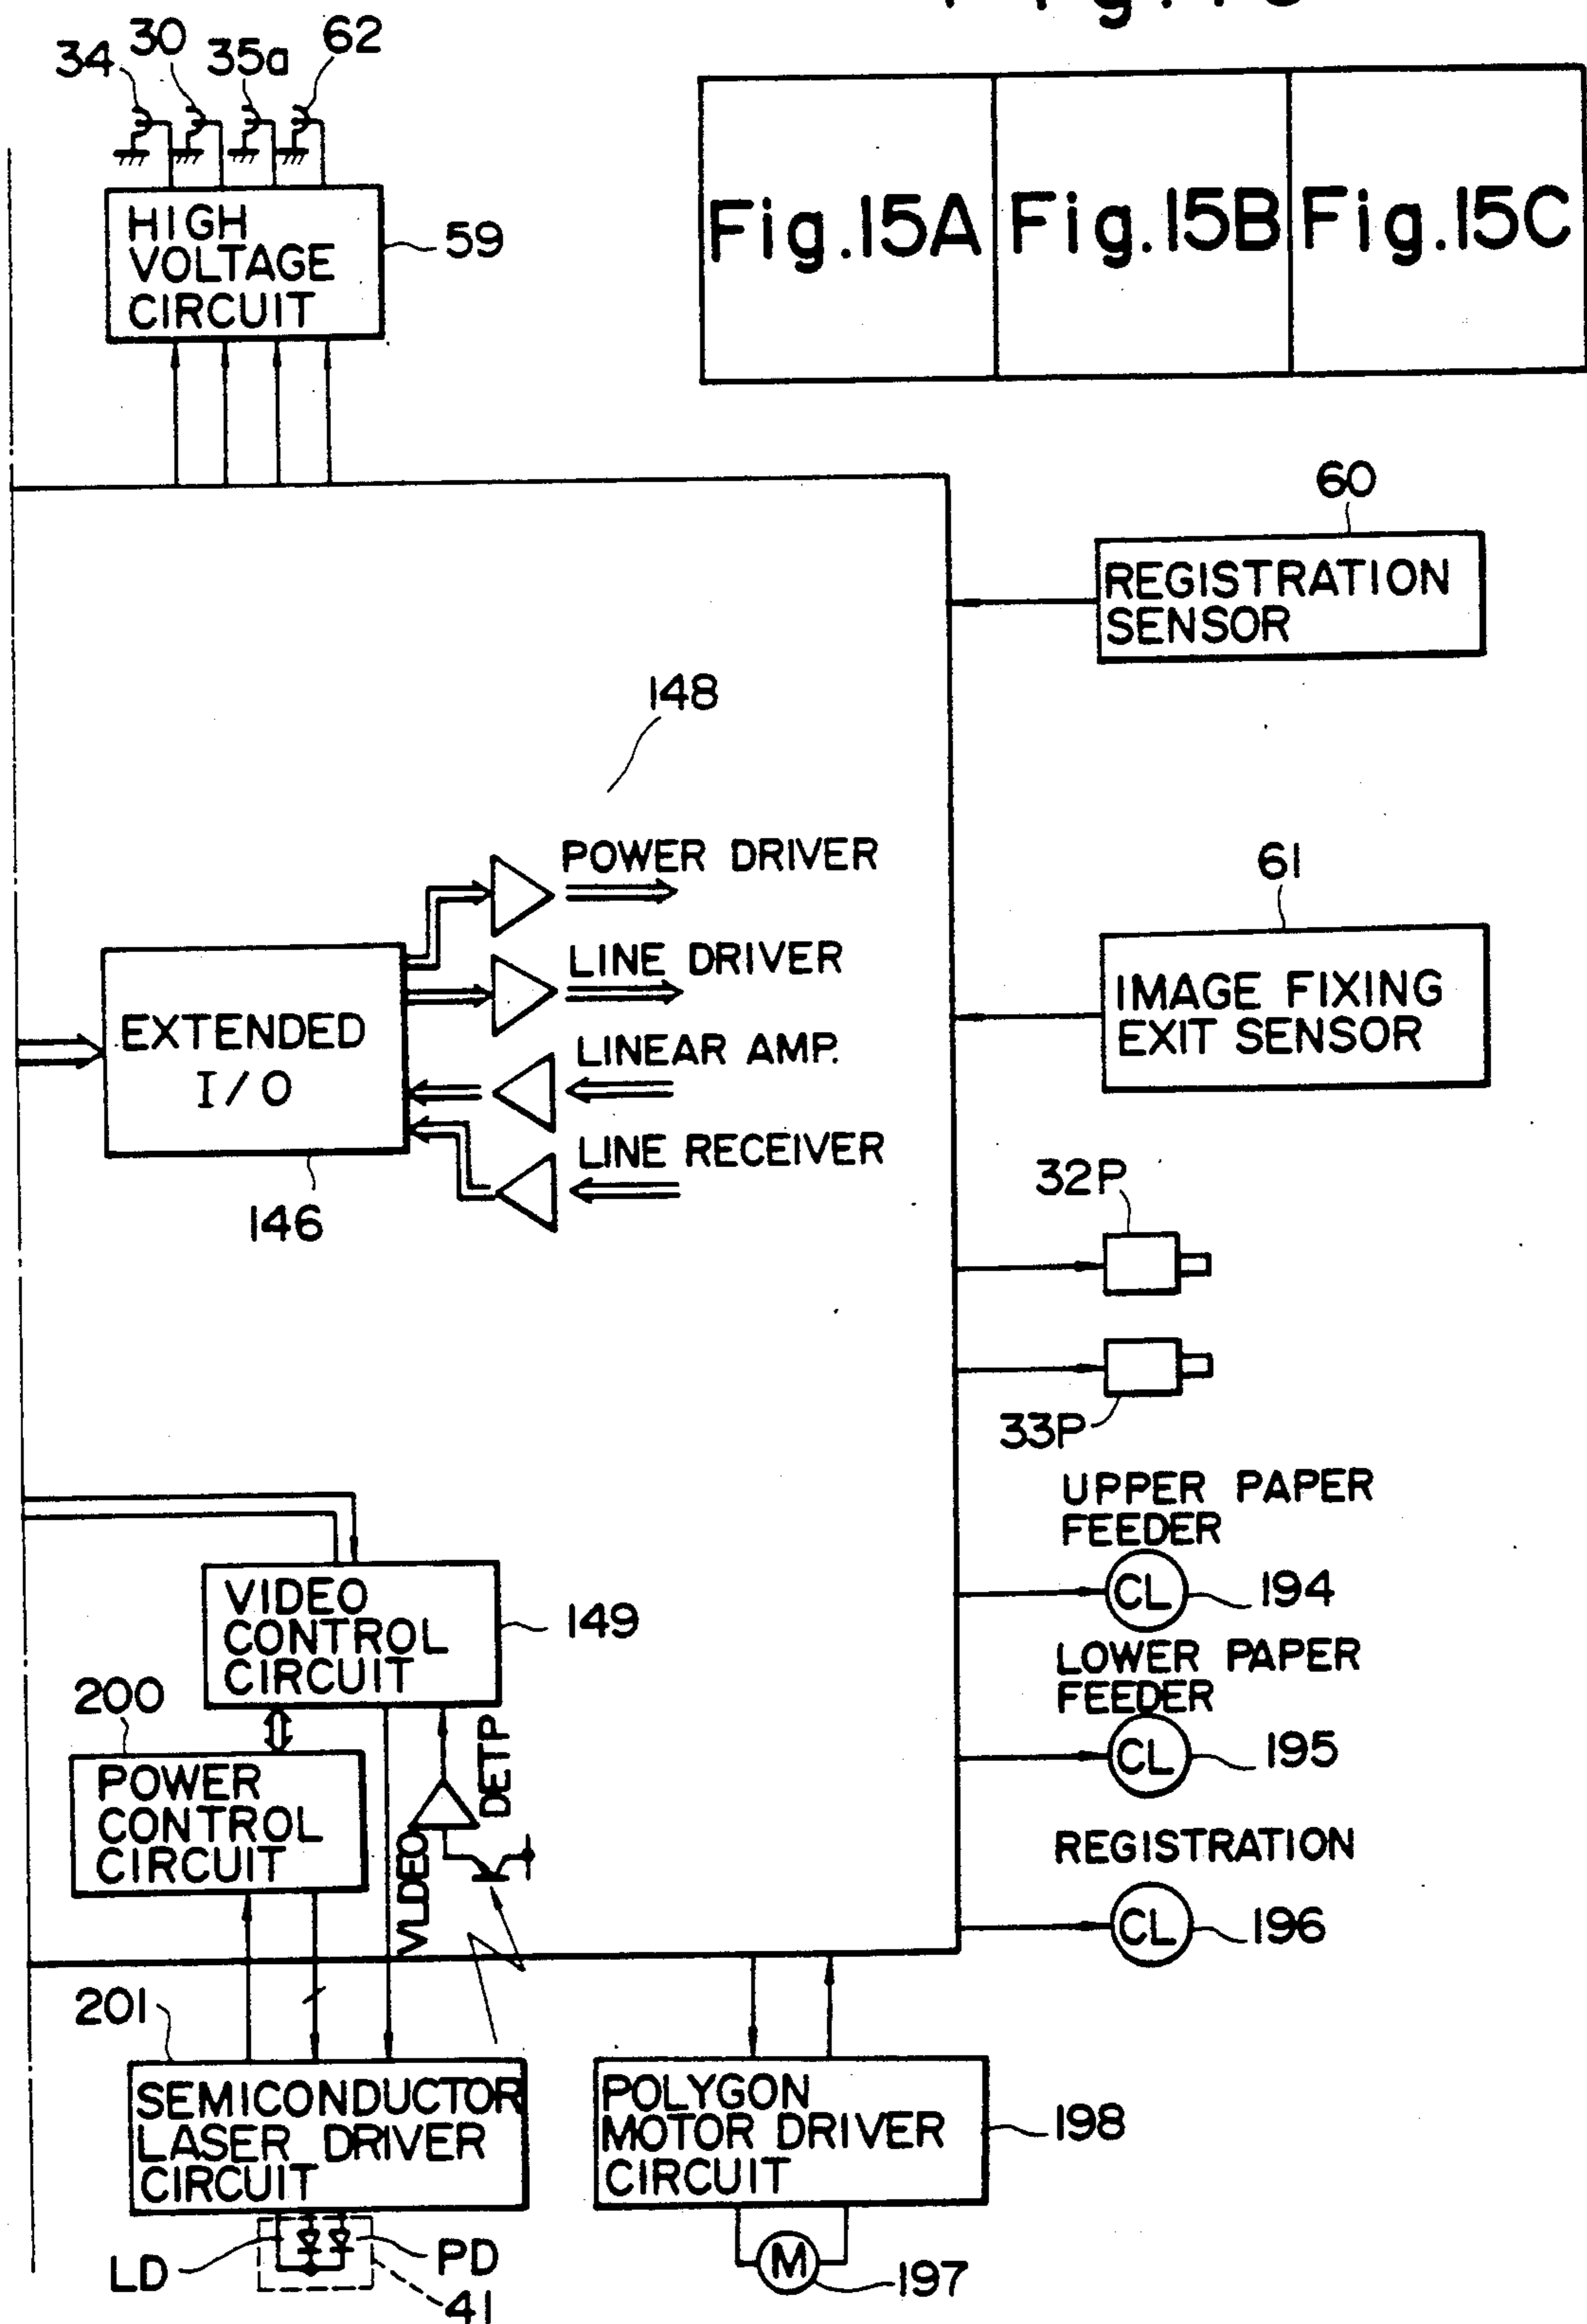 34 30 35a 62
HIGH
VOLTAGE
CIRCUIT
59
Fig.15A Fig.15B Fig.15C
60
REGISTRATION
SENSOR
148
POWER DRIVER
LINE DRIVER
LINEAR AMP.
LINE RECEIVER
EXTENDED
I/O
146
61
IMAGE FIXING
EXIT SENSOR
32P
33P
UPPER PAPER
FEEDER
CL 194
LOWER PAPER
FEEDER
CL 195
REGISTRATION
CL 196
VIDEO
CONTROL
CIRCUIT
149
200
POWER
CONTROL
CIRCUIT
VLDEO
DETP
201
SEMICONDUCTOR
LASER DRIVER
CIRCUIT
LD PD
41
POLYGON
MOTOR DRIVER
CIRCUIT
198
M 197